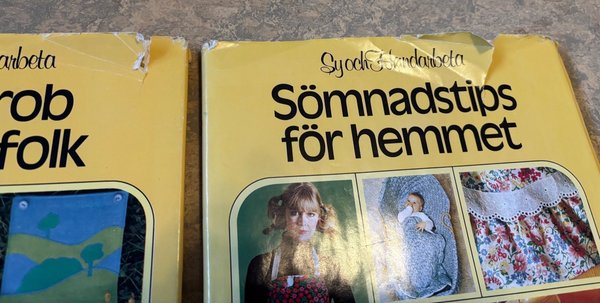 arbeta
rob
folk
Sy och Handarbeta
Sömnadstips
för hemmet